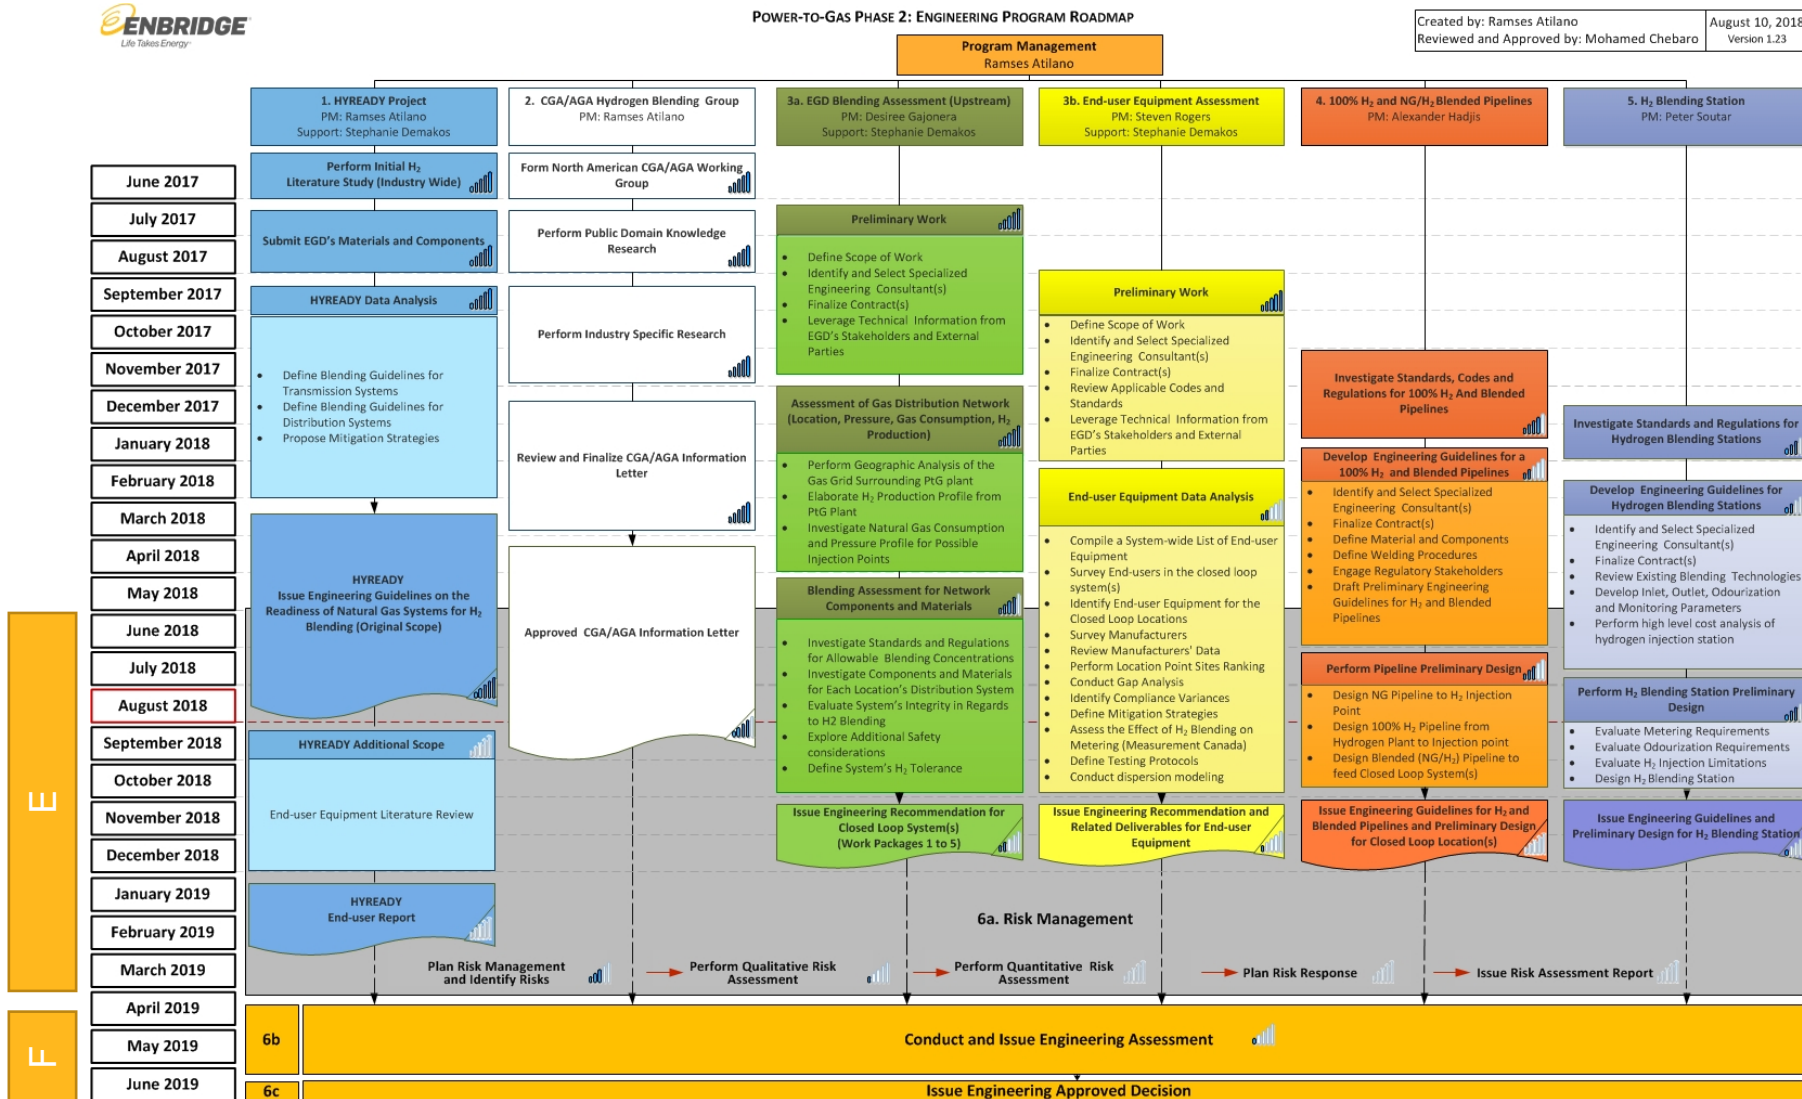 ENBRIDGE
Life Takes Energy
POWER-TO-GAS PHASE 2: ENGINEERING PROGRAM ROADMAP
Created by: Ramses Atilano
Reviewed and Approved by: Mohamed Chebaro
August 10, 2018
Version 1.23
Program Management
Ramses Atilano
1. HYREADY Project
PM: Ramses Atilano
Support: Stephanie Demakos
2. CGA/AGA Hydrogen Blending Group
PM: Ramses Atilano
3a. EGD Blending Assessment (Upstream)
PM: Desiree Gajonera
Support: Stephanie Demakos
3b. End-user Equipment Assessment
PM: Steven Rogers
Support: Stephanie Demakos
4. 100% H₂ and NG/H₂ Blended Pipelines
PM: Alexander Hadjis
5. H₂ Blending Station
PM: Peter Soutar
June 2017
July 2017
August 2017
September 2017
October 2017
November 2017
December 2017
January 2018
February 2018
March 2018
April 2018
May 2018
June 2018
July 2018
August 2018
September 2018
October 2018
November 2018
December 2018
January 2019
February 2019
March 2019
April 2019
May 2019
June 2019
E
F
Perform Initial H₂
Literature Study (Industry Wide)
Submit EGD's Materials and Components
HYREADY Data Analysis
• Define Blending Guidelines for
Transmission Systems
• Define Blending Guidelines for
Distribution Systems
• Propose Mitigation Strategies
HYREADY
Issue Engineering Guidelines on the
Readiness of Natural Gas Systems for H₂
Blending (Original Scope)
HYREADY Additional Scope
End-user Equipment Literature Review
HYREADY
End-user Report
Form North American CGA/AGA Working
Group
Perform Public Domain Knowledge
Research
Perform Industry Specific Research
Review and Finalize CGA/AGA Information
Letter
Approved CGA/AGA Information Letter
Preliminary Work
• Define Scope of Work
• Identify and Select Specialized
Engineering Consultant(s)
• Finalize Contract(s)
• Leverage Technical Information from
EGD's Stakeholders and External
Parties
Assessment of Gas Distribution Network
(Location, Pressure, Gas Consumption, H₂
Production)
• Perform Geographic Analysis of the
Gas Grid Surrounding PtG plant
• Elaborate H₂ Production Profile from
PtG Plant
• Investigate Natural Gas Consumption
and Pressure Profile for Possible
Injection Points
Blending Assessment for Network
Components and Materials
• Investigate Standards and Regulations
for Allowable Blending Concentrations
• Investigate Components and Materials
for Each Location's Distribution System
• Evaluate System's Integrity in Regards
to H2 Blending
• Explore Additional Safety
considerations
• Define System's H₂ Tolerance
Issue Engineering Recommendation for
Closed Loop System(s)
(Work Packages 1 to 5)
Preliminary Work
• Define Scope of Work
• Identify and Select Specialized
Engineering Consultant(s)
• Finalize Contract(s)
• Review Applicable Codes and
Standards
• Leverage Technical Information from
EGD's Stakeholders and External
Parties
End-user Equipment Data Analysis
• Compile a System-wide List of End-user
Equipment
• Survey End-users in the closed loop
system(s)
• Identify End-user Equipment for the
Closed Loop Locations
• Survey Manufacturers
• Review Manufacturers' Data
• Perform Location Point Sites Ranking
• Conduct Gap Analysis
• Identify Compliance Variances
• Define Mitigation Strategies
• Assess the Effect of H₂ Blending on
Metering (Measurement Canada)
• Define Testing Protocols
• Conduct dispersion modeling
Issue Engineering Recommendation and
Related Deliverables for End-user
Equipment
Investigate Standards, Codes and
Regulations for 100% H₂ And Blended
Pipelines
Develop Engineering Guidelines for a
100% H₂ and Blended Pipelines
• Identify and Select Specialized
Engineering Consultant(s)
• Finalize Contract(s)
• Define Material and Components
• Define Welding Procedures
• Engage Regulatory Stakeholders
• Draft Preliminary Engineering
Guidelines for H₂ and Blended
Pipelines
Perform Pipeline Preliminary Design
• Design NG Pipeline to H₂ Injection
Point
• Design 100% H₂ Pipeline from
Hydrogen Plant to Injection point
• Design Blended (NG/H₂) Pipeline to
feed Closed Loop System(s)
Issue Engineering Guidelines for H₂ and
Blended Pipelines and Preliminary Design
for Closed Loop Location(s)
Investigate Standards and Regulations for
Hydrogen Blending Stations
Develop Engineering Guidelines for
Hydrogen Blending Stations
• Identify and Select Specialized
Engineering Consultant(s)
• Finalize Contract(s)
• Review Existing Blending Technologies
• Develop Inlet, Outlet, Odourization
and Monitoring Parameters
• Perform high level cost analysis of
hydrogen injection station
Perform H₂ Blending Station Preliminary
Design
• Evaluate Metering Requirements
• Evaluate Odourization Requirements
• Evaluate H₂ Injection Limitations
• Design H₂ Blending Station
Issue Engineering Guidelines and
Preliminary Design for H₂ Blending Station
6a. Risk Management
Plan Risk Management
and Identify Risks
Perform Qualitative Risk
Assessment
Perform Quantitative Risk
Assessment
Plan Risk Response
Issue Risk Assessment Report
6b
Conduct and Issue Engineering Assessment
6c
Issue Engineering Approved Decision